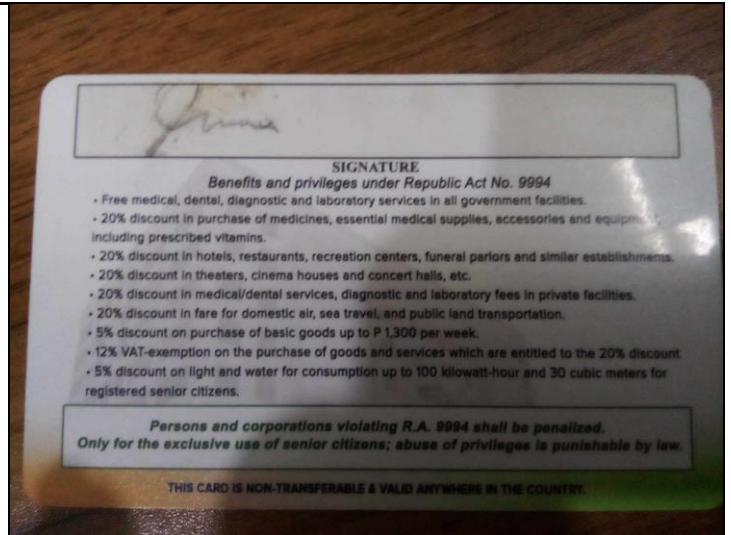 SIGNATURE
Benefits and privileges under Republic Act No. 9994
• Free medical, dental, diagnostic and laboratory services in all government facilities.
• 20% discount in purchase of medicines, essential medical supplies, accessories and
including prescribed vitamins.
• 20% discount in hotels, restaurants, recreation centers, funeral parlors and similar establishments.
• 20% discount in theaters, cinema houses and concert halls, etc.
• 20% discount in medical/dental services, diagnostic and laboratory fees in private facilities.
• 20% discount in fare for domestic air, sea travel, and public land transportation.
• 5% discount on purchase of basic goods up to P 1,300 per week.
• 12% VAT-exemption on the purchase of goods and services which are entitled to the 20% discount
• 5% discount on light and water for consumption up to 100 kilowatt-hour and 30 cubic meters for
registered senior citizens.
Persons and corporations violating R.A. 9994 shall be penalized.
Only for the exclusive use of senior citizens; abuse of privileges is punishable by law.
THIS CARD IS NON-TRANSFERABLE & VALID ANYWHERE IN THE COUNTRY.